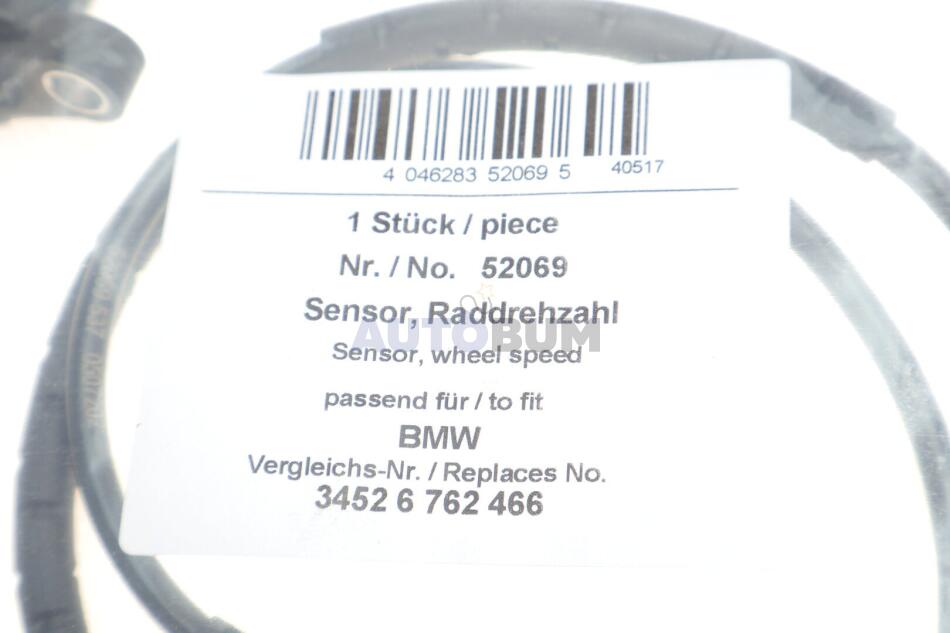 4 046283 52069 5
40517
1 Stück / piece
Nr. / No. 52069
Sensor, Raddrehzahl
AUTOBUM
Sensor, wheel speed
passend für / to fit
BMW
Vergleichs-Nr. / Replaces No.
3452 6 762 466